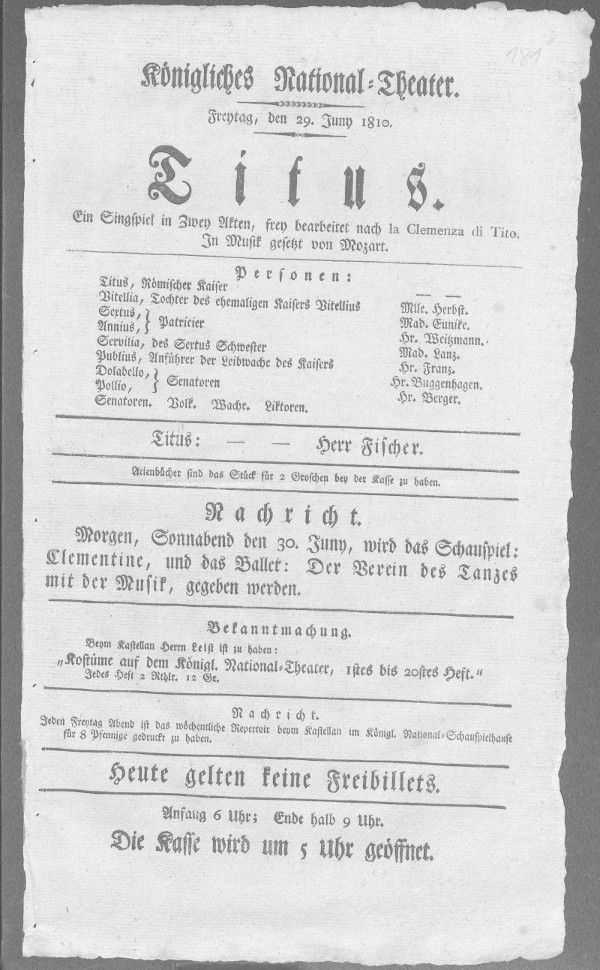 181
Königliches National-Theater.
Freytag, den 29. Juny 1810.
Titus.
Ein Singspiel in Zwey Akten, frey bearbeitet nach la Clemenza di Tito.
In Musik gesetzt von Mozart.
Personen:
Titus, Römischer Kaiser — —
Vitellia, Tochter des ehemaligen Kaisers Vitellius Mlle. Herbst.
Sextus, } Patricier Mad. Eunike.
Annius, } Hr. Weitzmann.
Servilia, des Sextus Schwester Mad. Lanz.
Publius, Anführer der Leibwache des Kaisers Hr. Franz.
Dolabello, } Senatoren Hr. Büggenhagen.
Pollio, } Hr. Berger.
Senatoren. Volk. Wache. Liktoren.
Titus: — — Herr Fischer.
Arienbücher sind das Stück für 2 Groschen bey der Kasse zu haben.
Nachricht.
Morgen, Sonnabend den 30. Juny, wird das Schauspiel:
Clementine, und das Ballet: Der Verein des Tanzes
mit der Musik, gegeben werden.
Bekanntmachung.
Beym Kastellan Herrn Leist ist zu haben:
„Kostüme auf dem Königl. National-Theater, 1stes bis 20stes Heft.“
Jedes Heft 2 Rthlr. 12 Gr.
Nachricht.
Jeden Freytag Abend ist das wöchentliche Repertoir beym Kastellan im Königl. National-Schauspielhause
für 8 Pfennige gedruckt zu haben.
Heute gelten keine Freibillets.
Anfang 6 Uhr; Ende halb 9 Uhr.
Die Kasse wird um 5 Uhr geöffnet.